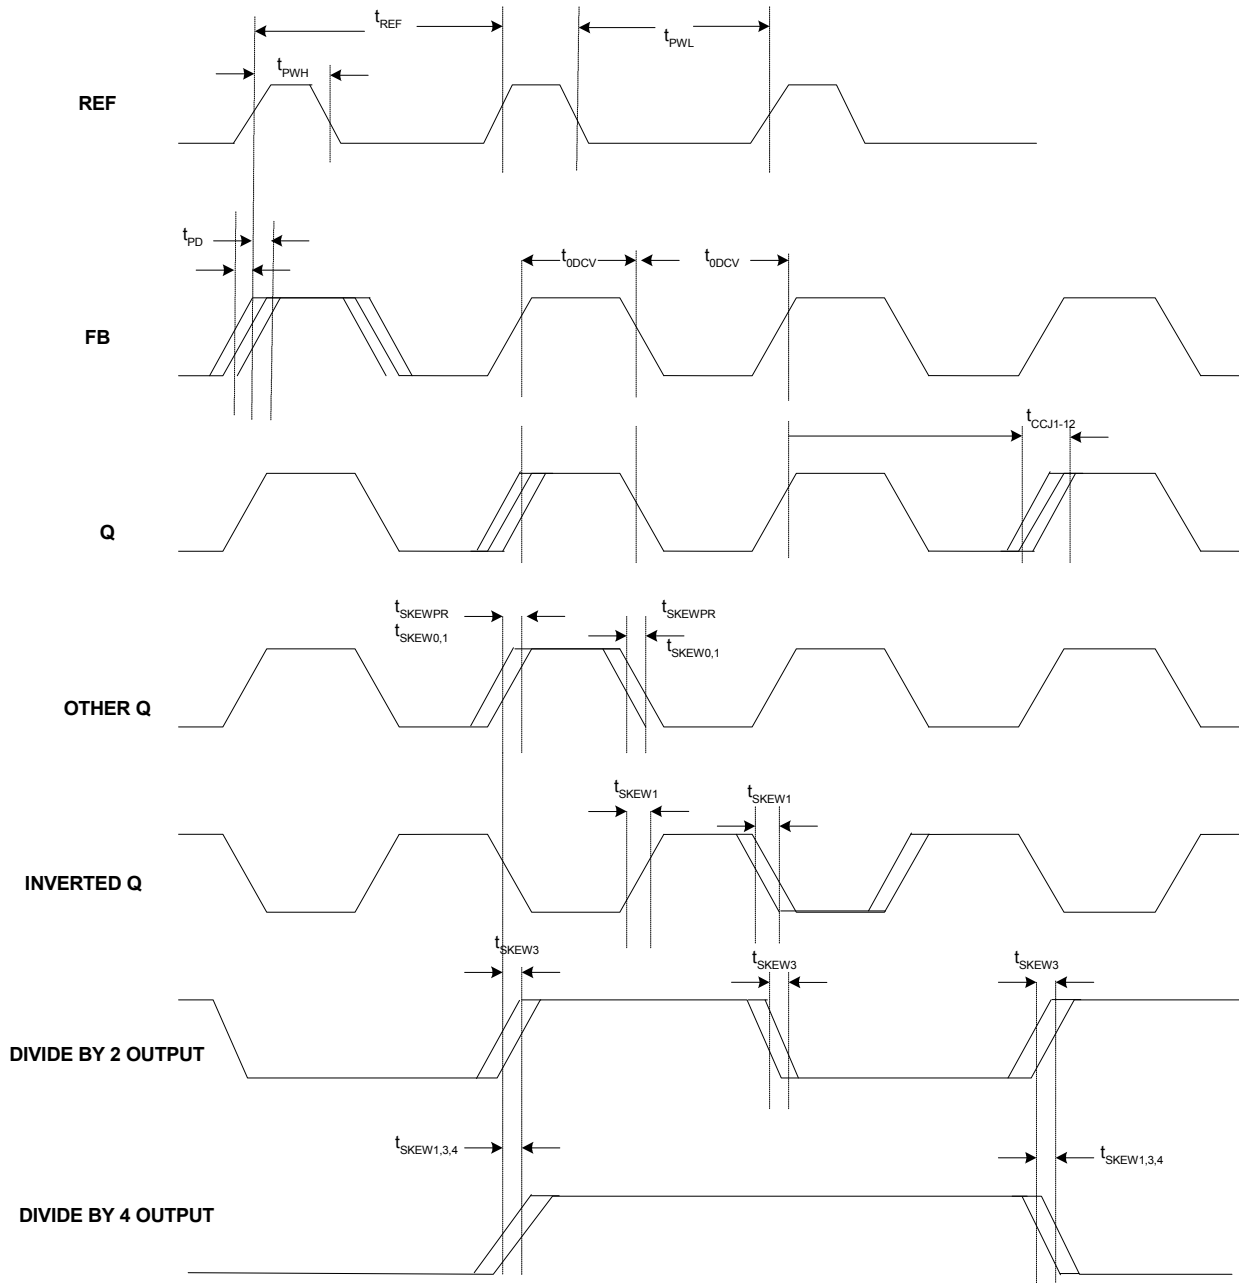 tREF
tPWL
tPWH
REF
tPD
t0DCV
t0DCV
FB
tCCJ1-12
Q
tSKEWPR
tSKEW0,1
tSKEWPR
tSKEW0,1
OTHER Q
tSKEW1
tSKEW1
INVERTED Q
tSKEW3
tSKEW3
tSKEW3
DIVIDE BY 2 OUTPUT
tSKEW1,3,4
tSKEW1,3,4
DIVIDE BY 4 OUTPUT